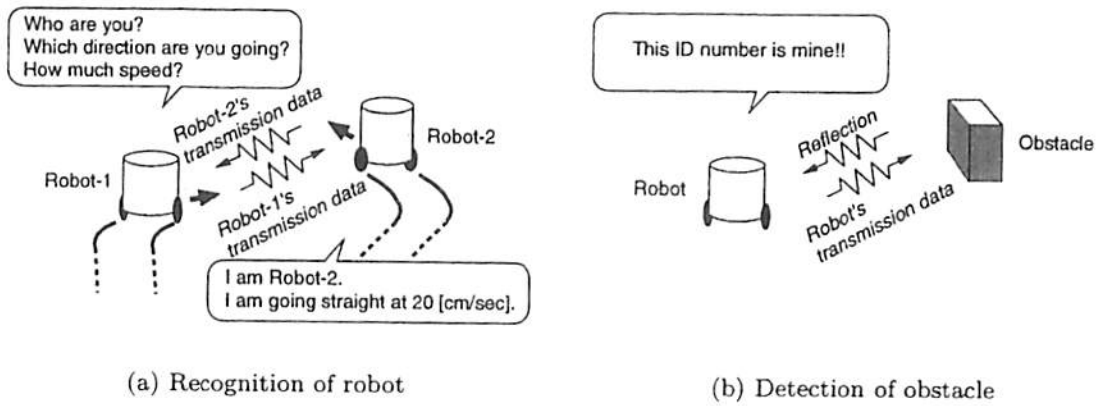 Who are you?
Which direction are you going?
How much speed?
Robot-2's
transmission data
Robot-2
Robot-1
Robot-1's
transmission data
I am Robot-2.
I am going straight at 20 [cm/sec].
(a) Recognition of robot
This ID number is mine!!
Reflection
Obstacle
Robot
Robot's
transmission data
(b) Detection of obstacle